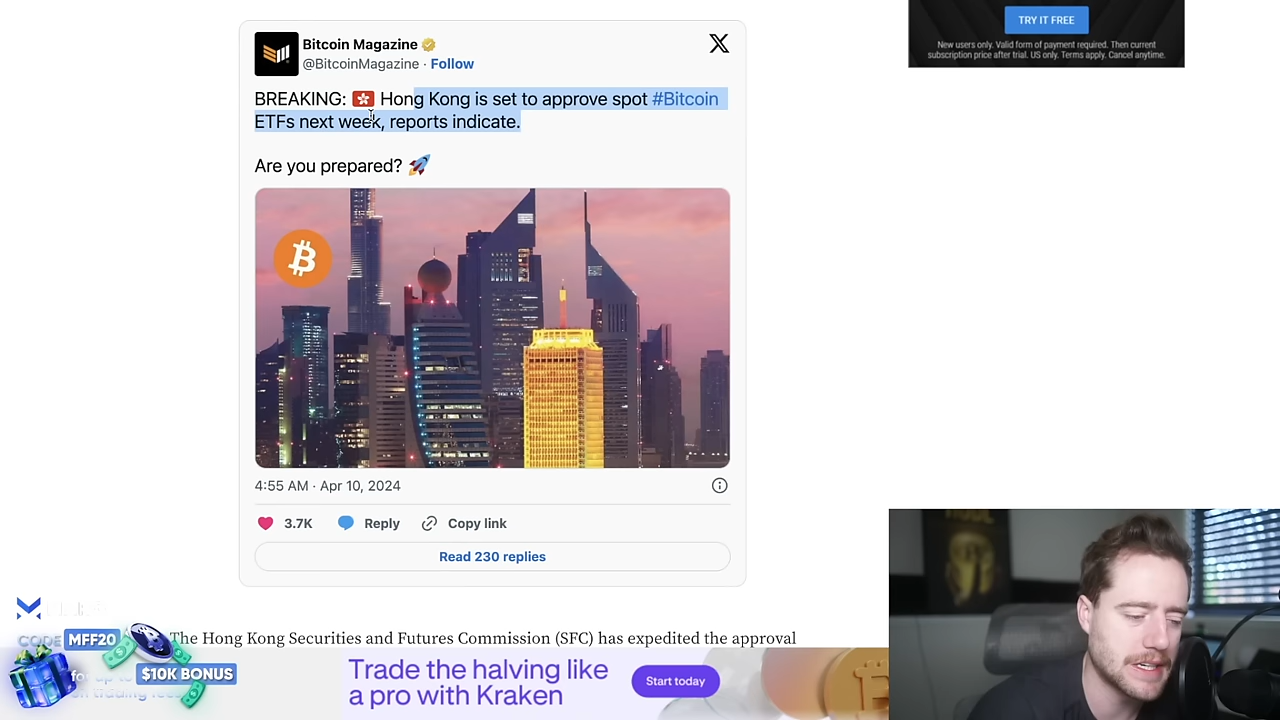 TRY IT FREE
New users only. Valid form of payment required. Then current
subscription price after trial. US only. Terms apply. Cancel anytime.
Bitcoin Magazine
@BitcoinMagazine · Follow
BREAKING: 🇭🇰 Hong Kong is set to approve spot #Bitcoin
ETFs next week, reports indicate.
Are you prepared? 🚀
4:55 AM · Apr 10, 2024
3.7K Reply Copy link
Read 230 replies
The Hong Kong Securities and Futures Commission (SFC) has expedited the approval
CODE MFF20
$10K BONUS
on trading fees
Trade the halving like
a pro with Kraken
Start today